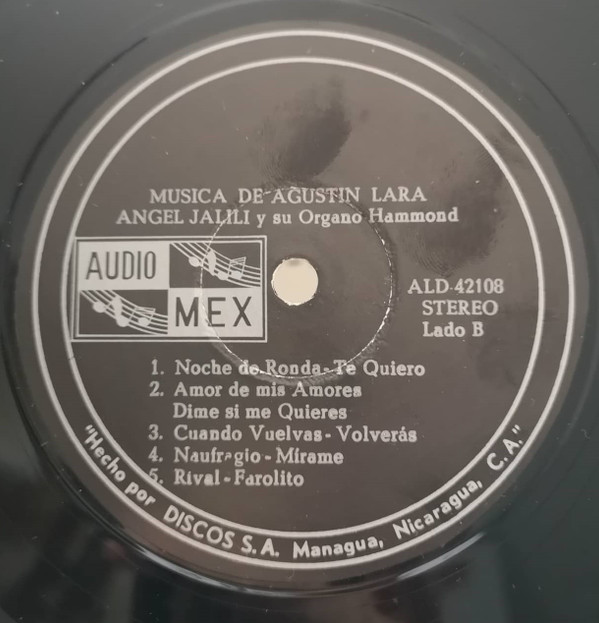 MUSICA DE AGUSTIN LARA
ANGEL JALILI y su Organo Hammond
AUDIO
MEX
ALD-42108
STEREO
Lado B
1. Noche de Ronda-Te Quiero
2. Amor de mis Amores
Dime si me Quieres
3. Cuando Vuelvas-Volverás
4. Naufragio-Mírame
5. Rival-Farolito
"Hecho por DISCOS S.A. Managua, Nicaragua, C.A."